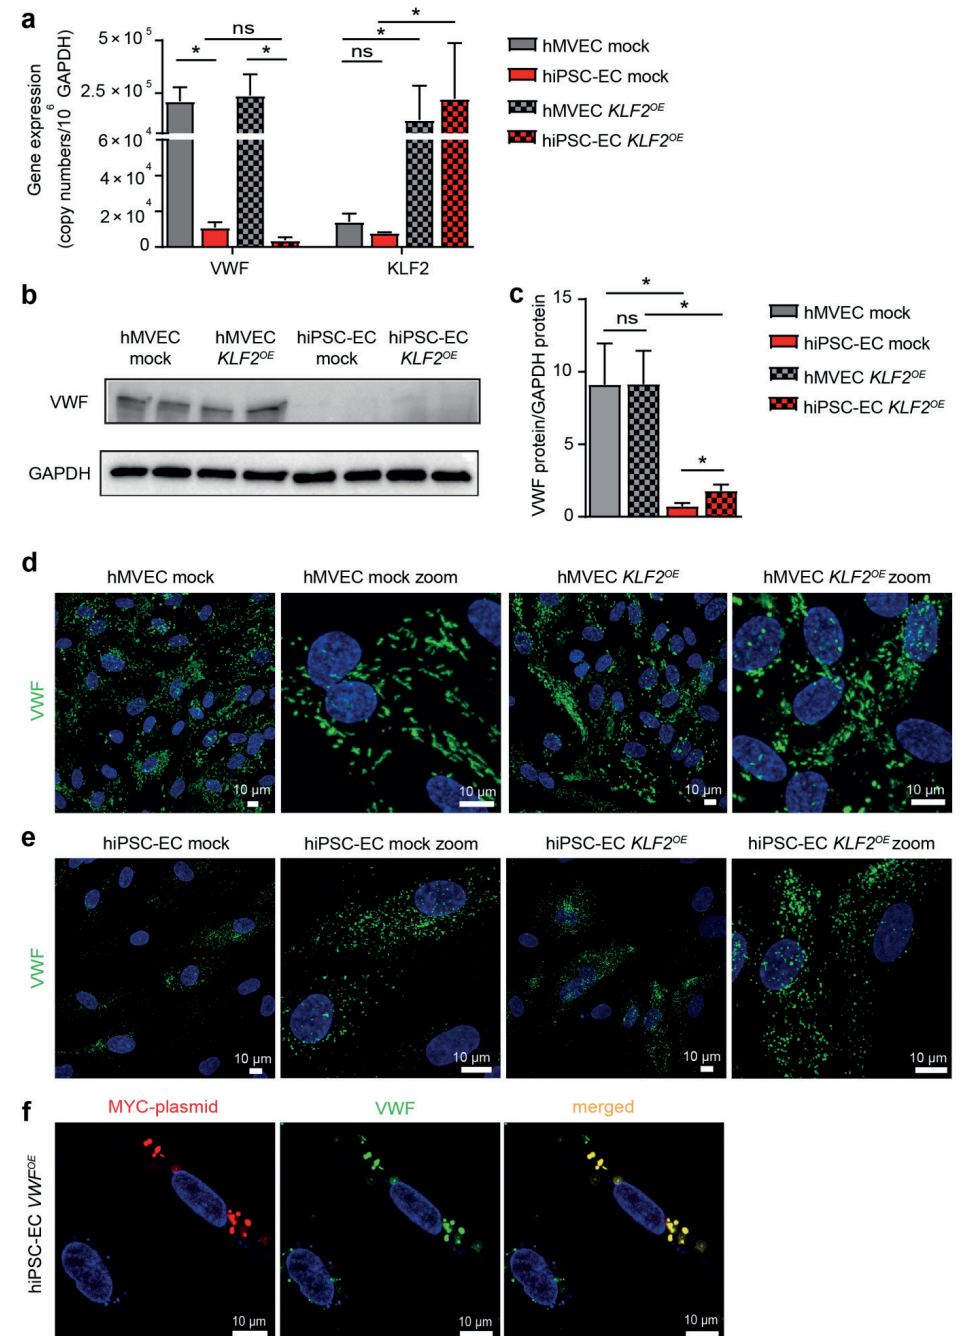 a
Gene expression
(copy numbers/10⁶ GAPDH)
5 × 10⁵
2.5 × 10⁵
4
6 × 10⁴
4 × 10⁴
2 × 10⁴
0
ns
*
*
*
*
ns
VWF
KLF2
hMVEC mock
hiPSC-EC mock
hMVEC KLF2ᴼᴱ
hiPSC-EC KLF2ᴼᴱ
b
hMVEC mock
hMVEC KLF2ᴼᴱ
hiPSC-EC mock
hiPSC-EC KLF2ᴼᴱ
VWF
GAPDH
c
VWF protein/GAPDH protein
15
10
5
0
*
*
ns
*
hMVEC mock
hiPSC-EC mock
hMVEC KLF2ᴼᴱ
hiPSC-EC KLF2ᴼᴱ
d
hMVEC mock
hMVEC mock zoom
hMVEC KLF2ᴼᴱ
hMVEC KLF2ᴼᴱ zoom
VWF
10 µm
10 µm
10 µm
10 µm
e
hiPSC-EC mock
hiPSC-EC mock zoom
hiPSC-EC KLF2ᴼᴱ
hiPSC-EC KLF2ᴼᴱ zoom
VWF
10 µm
10 µm
10 µm
10 µm
f
MYC-plasmid
VWF
merged
hiPSC-EC VWFᴼᴱ
10 µm
10 µm
10 µm